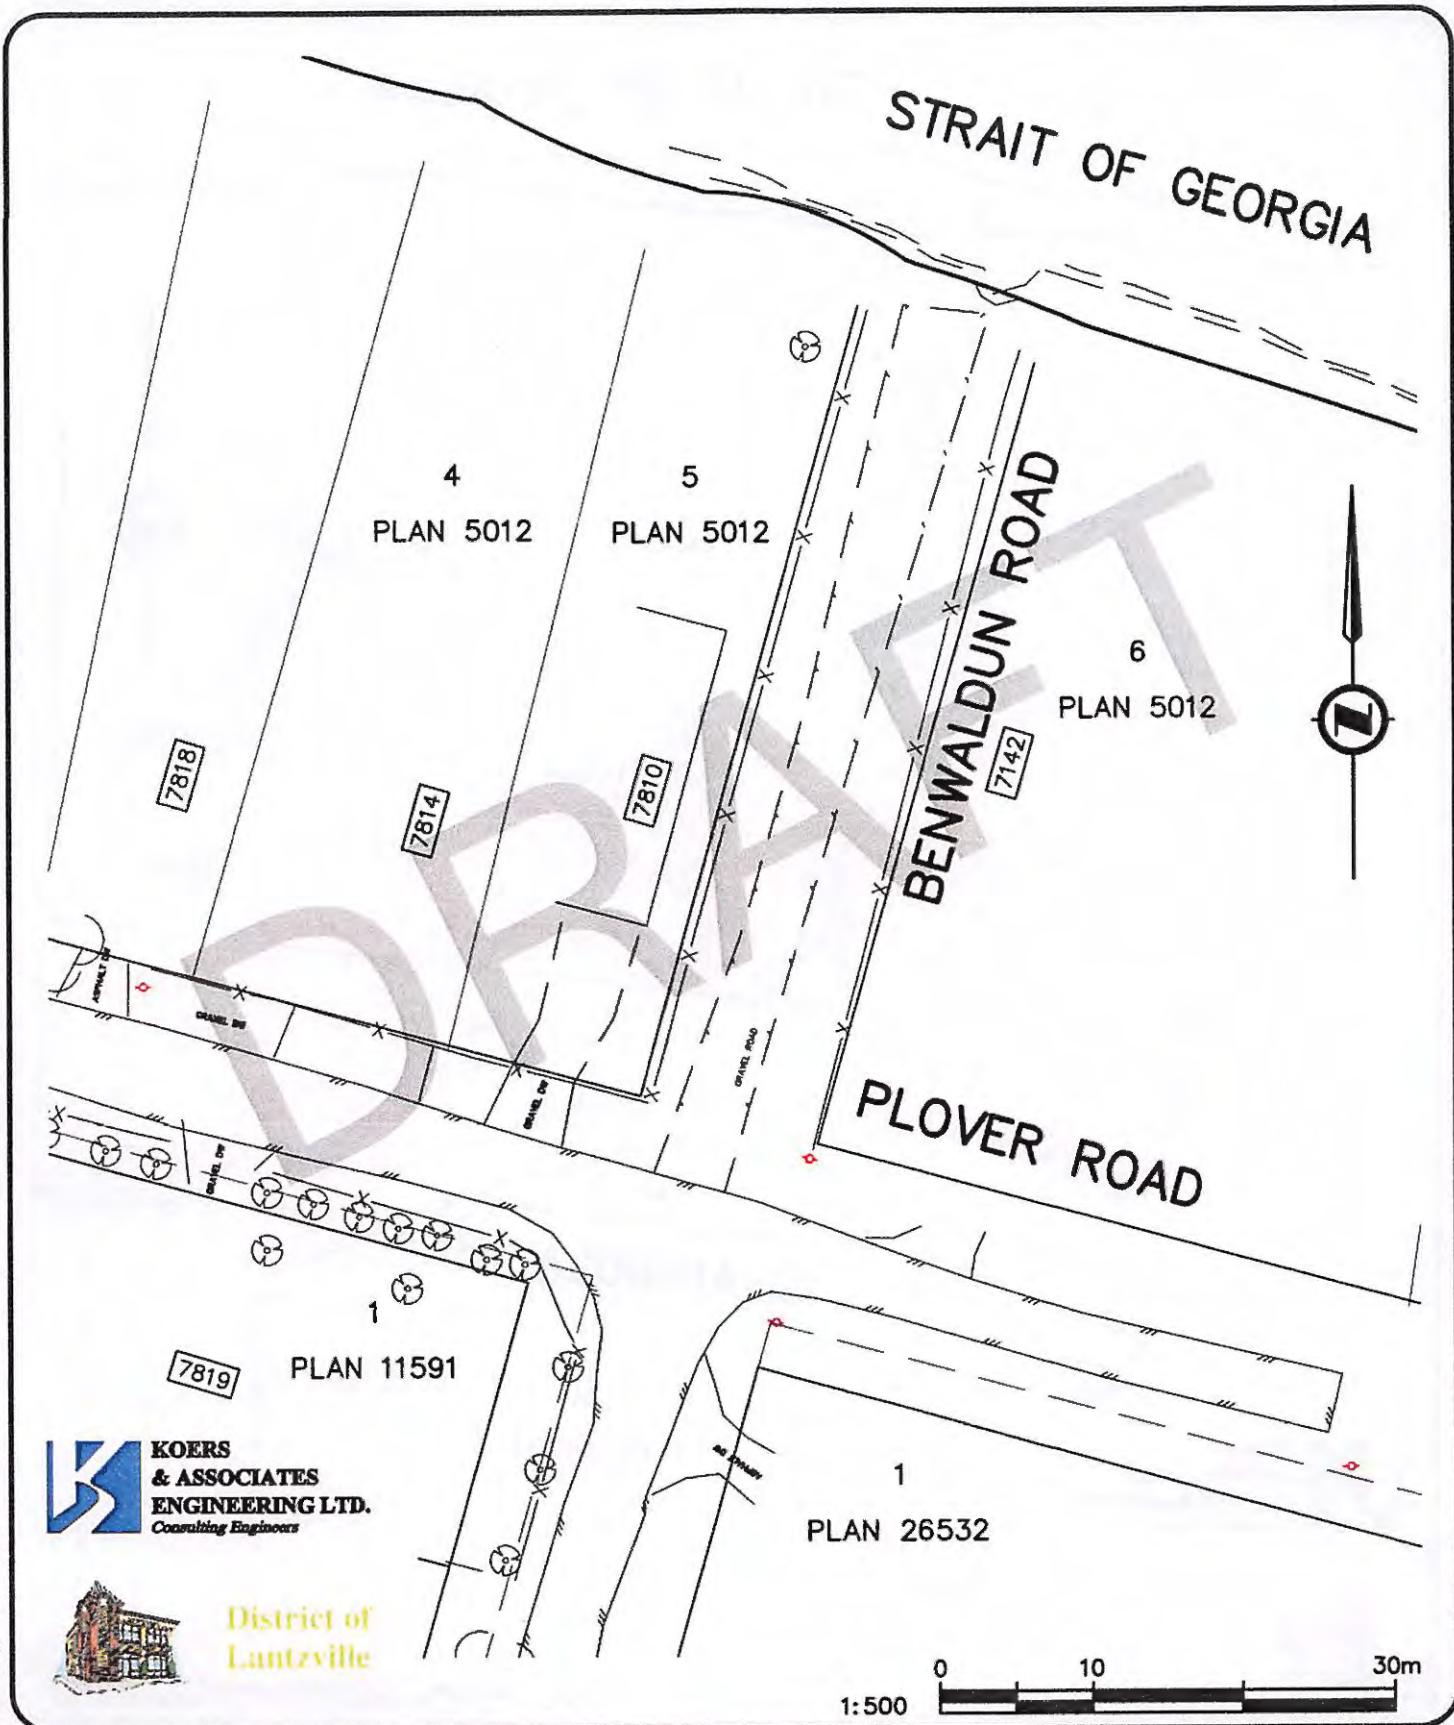 STRAIT OF GEORGIA
4
PLAN 5012
5
PLAN 5012
BENWALDUN ROAD
6
PLAN 5012
7818
7814
7810
7142
DRAFT
ASPHALT DW
GRAVEL DW
GRAVEL DW
GRAVEL ROAD
PLOVER ROAD
GRAVEL DW
1
PLAN 11591
7819
ASPHALT DW
1
PLAN 26532
KOERS
& ASSOCIATES
ENGINEERING LTD.
Consulting Engineers
District of
Lantzville
0 10 30m
1:500